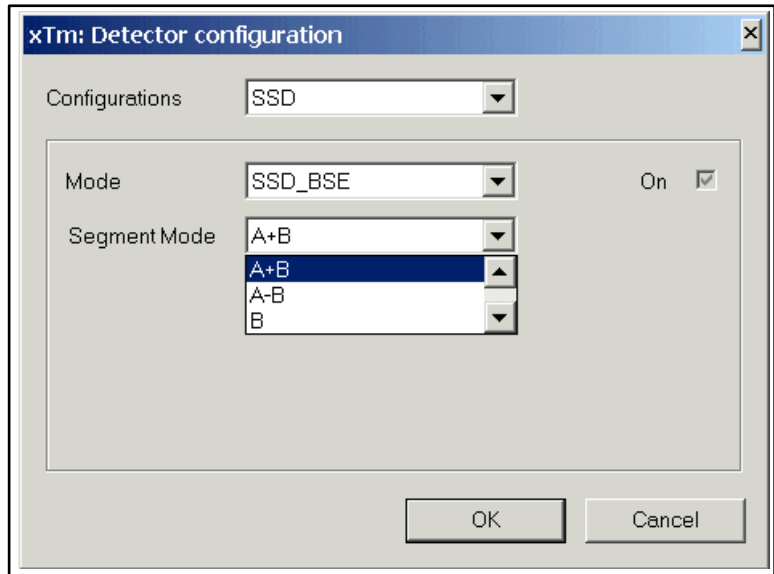 xTm: Detector configuration
Configurations SSD
Mode SSD_BSE On
Segment Mode A+B
A+B
A-B
B
OK Cancel